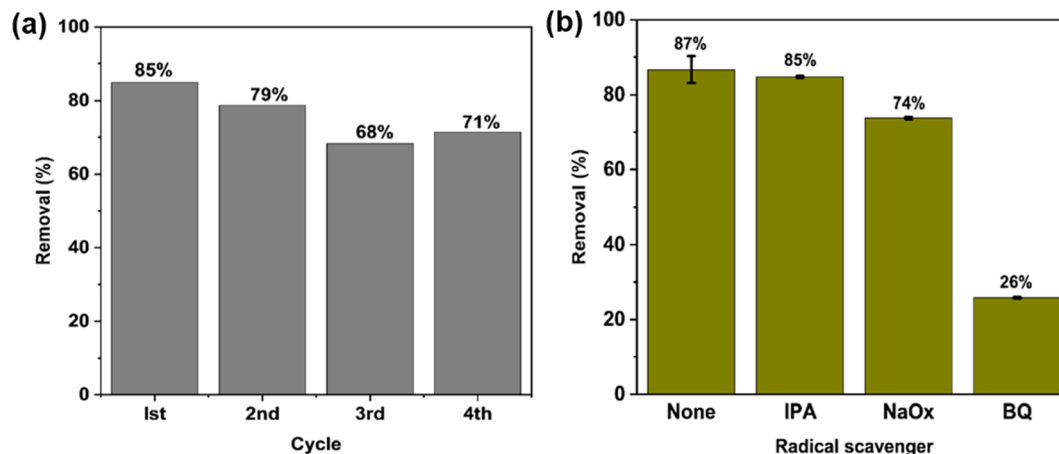 (a)
Removal (%)
100
80
60
40
20
0
85%
79%
68%
71%
Ist
2nd
3rd
4th
Cycle
(b)
Removal (%)
100
80
60
40
20
0
87%
85%
74%
26%
None
IPA
NaOx
BQ
Radical scavenger